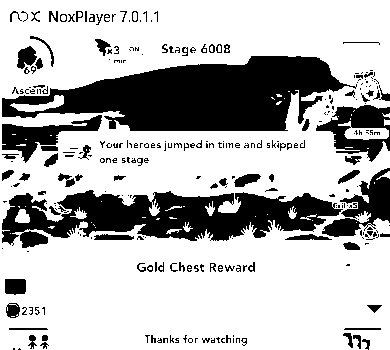 nox NoxPlayer 7.0.1.1
x3 ON
Stage 6008
69
Ascend
4h 55m
Your heroes jumped in time and skipped
one stage
Gold Chest Reward
2351
Thanks for watching